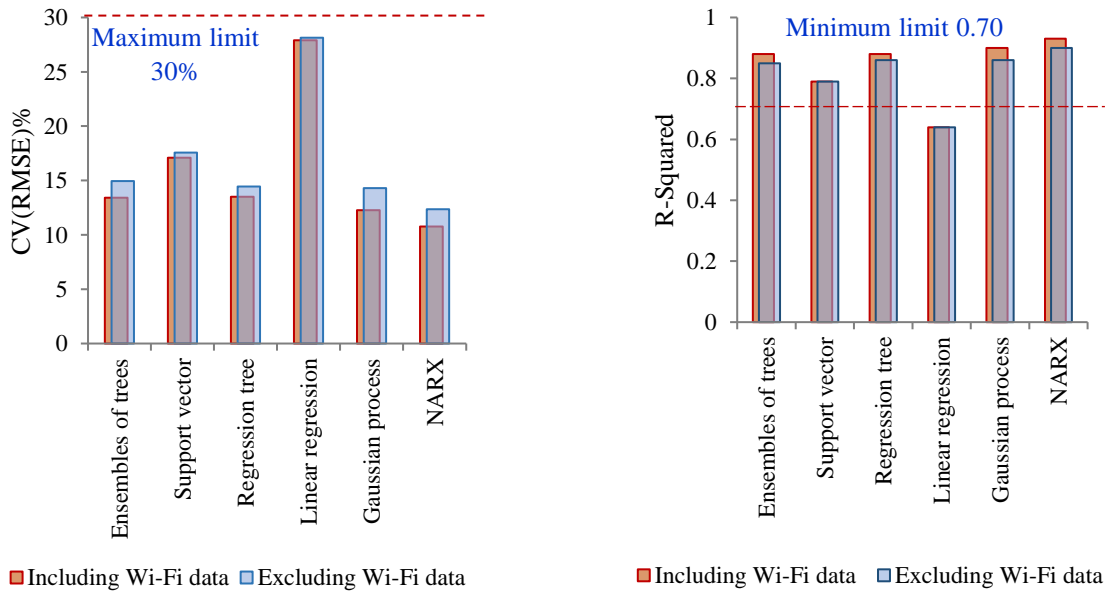 30
25
20
15
10
5
0
CV(RMSE)%
Maximum limit
30%
Ensembles of trees
Support vector
Regression tree
Linear regression
Gaussian process
NARX
Including Wi-Fi data
Excluding Wi-Fi data
1
0.8
0.6
0.4
0.2
0
R-Squared
Minimum limit 0.70
Ensembles of trees
Support vector
Regression tree
Linear regression
Gaussian process
NARX
Including Wi-Fi data
Excluding Wi-Fi data